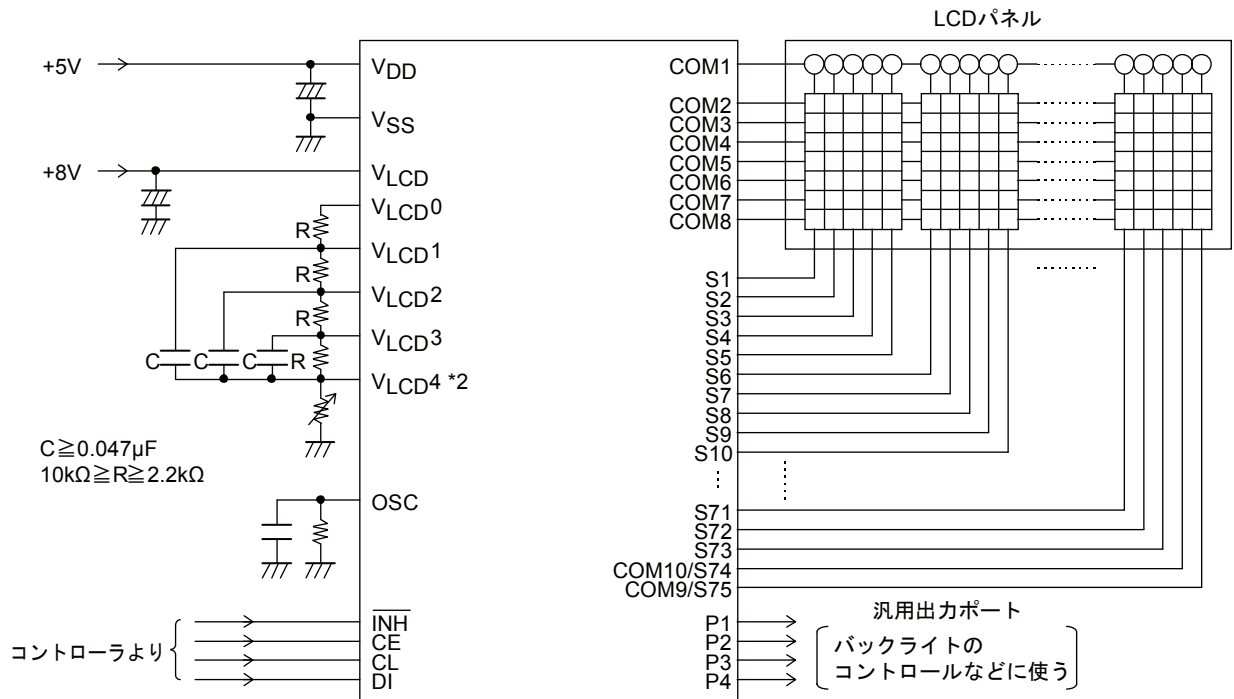 LCDパネル
+5V
VDD
COM1
VSS
COM2
COM3
COM4
COM5
COM6
COM7
COM8
+8V
VLCD
VLCD0
R
VLCD1
R
VLCD2
R
VLCD3
C
C
C
R
VLCD4 *2
C≧0.047μF
10kΩ≧R≧2.2kΩ
OSC
S1
S2
S3
S4
S5
S6
S7
S8
S9
S10
S71
S72
S73
COM10/S74
COM9/S75
コントローラより
INH
CE
CL
DI
P1
P2
P3
P4
汎用出力ポート
バックライトの
コントロールなどに使う